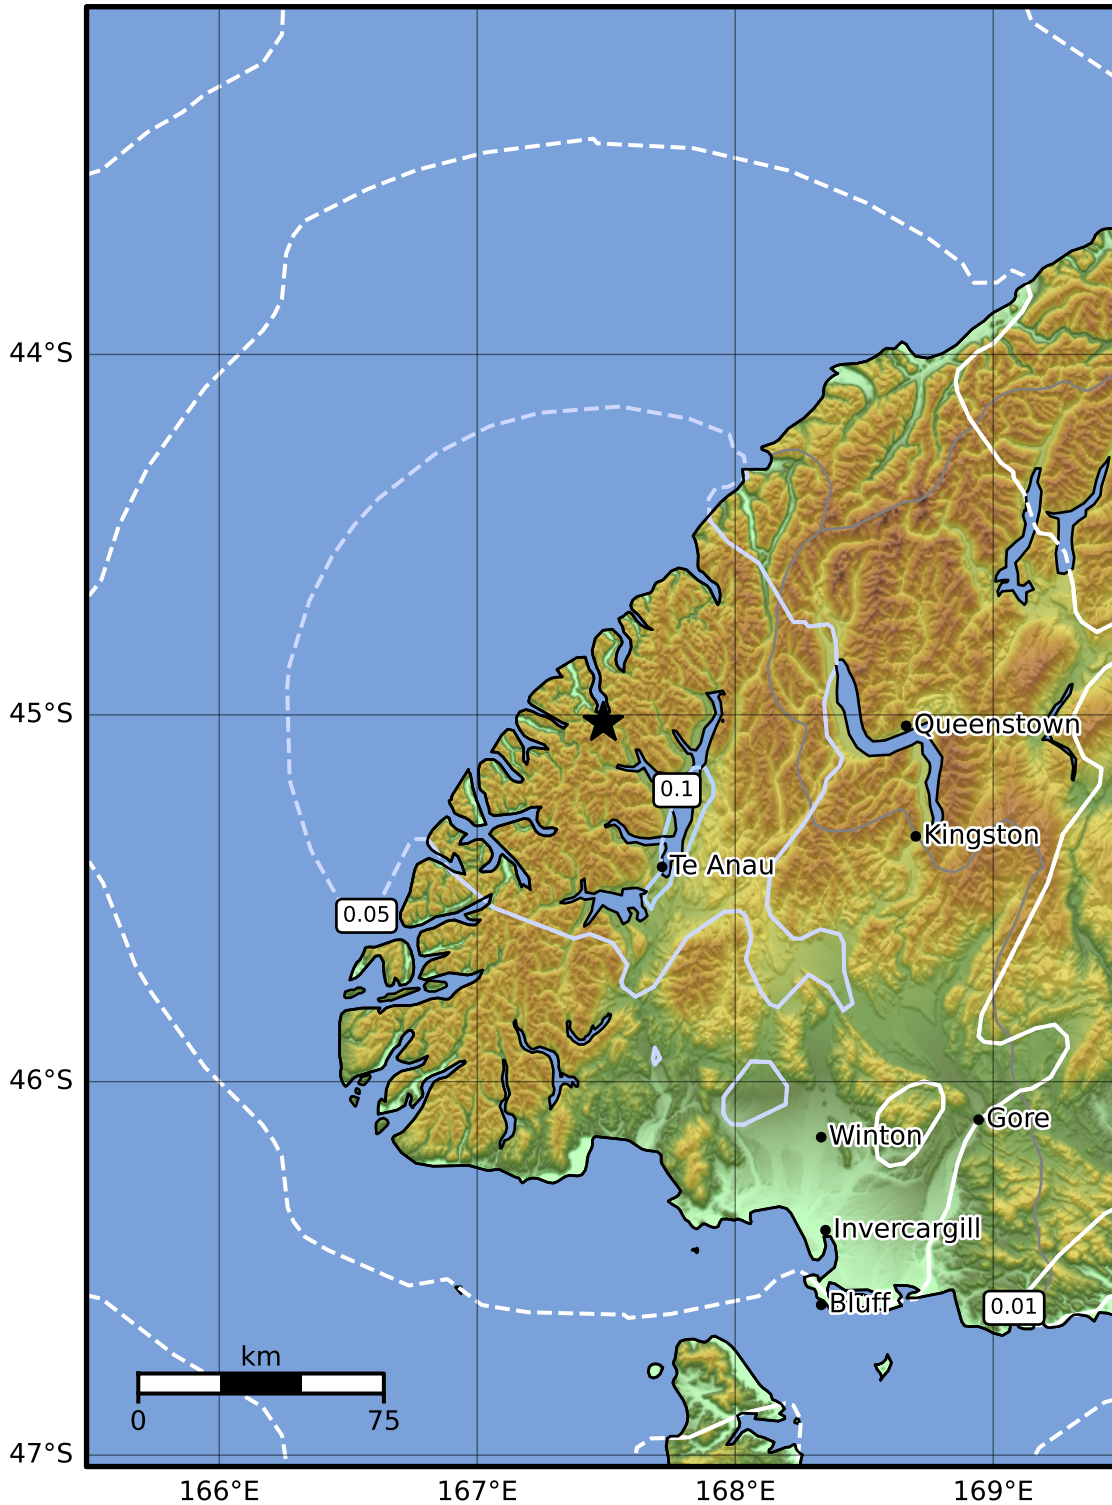 44°S
45°S
Queenstown
0.1
Kingston
Te Anau
0.05
46°S
Gore
Winton
Invercargill
Bluff
0.01
km
0 75
47°S
166°E 167°E 168°E 169°E